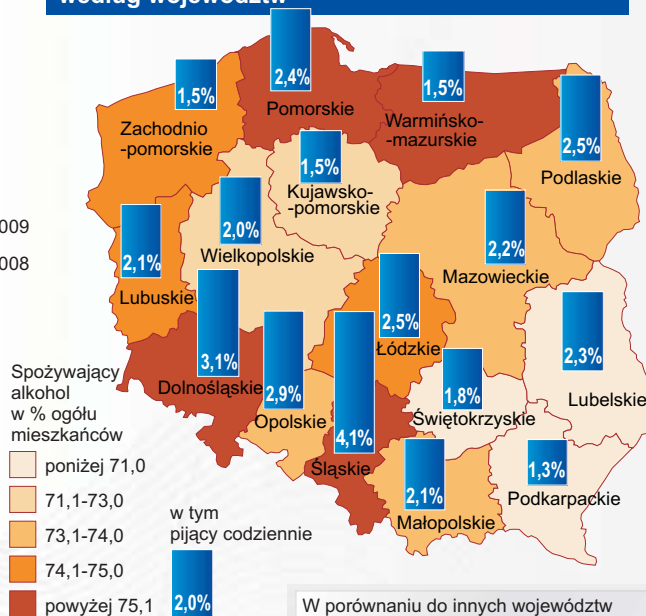 według województw
2,4%
Pomorskie
1,5%
Zachodnio
-pomorskie
1,5%
Warmińsko-
-mazurskie
2,5%
Podlaskie
1,5%
Kujawsko-
-pomorskie
009
008
2,0%
Wielkopolskie
2,2%
Mazowieckie
2,1%
Lubuskie
2,5%
Łódzkie
3,1%
Dolnośląskie
2,9%
Opolskie
4,1%
Śląskie
1,8%
Świętokrzyskie
2,3%
Lubelskie
2,1%
Małopolskie
1,3%
Podkarpackie
Spożywający
alkohol
w % ogółu
mieszkańców
poniżej 71,0
71,1-73,0
73,1-74,0
74,1-75,0
powyżej 75,1
w tym
pijący codziennie
2,0%
W porównaniu do innych województw